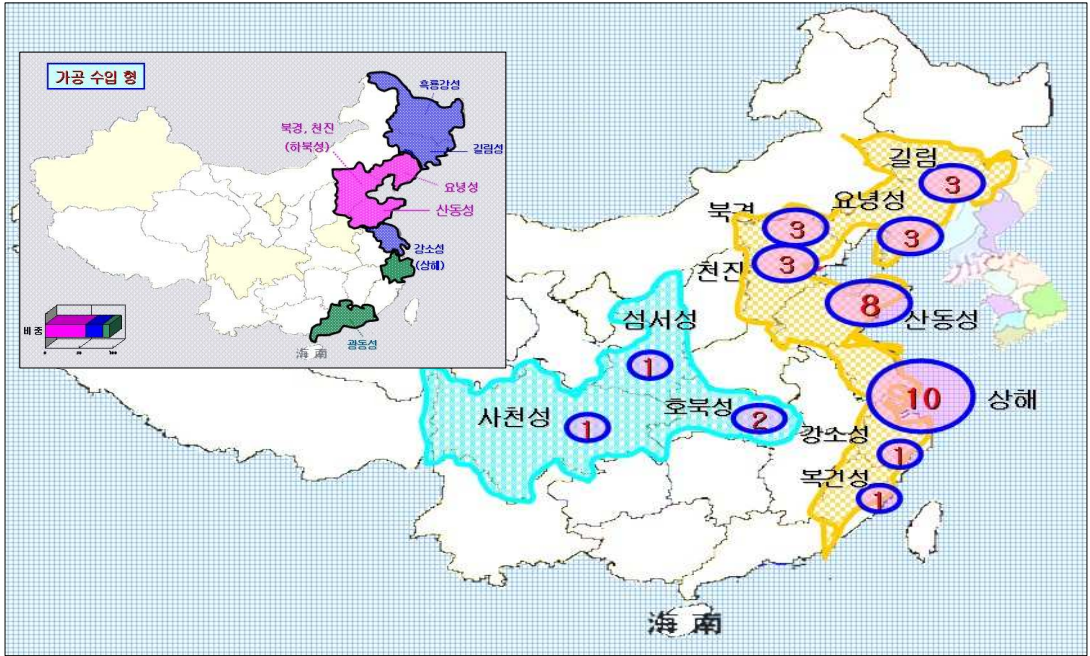 가공 수입 형
흑룡강성
북경, 천진
(하북성)
길림성
요녕성
산동성
강소성
(상해)
광동성
海 南
비 중
길림
3
요녕성
북경
3
3
천진
3
8
산동성
섬서성
1
10
상해
호북성
2
사천성
1
강소성
1
복건성
1
海 南